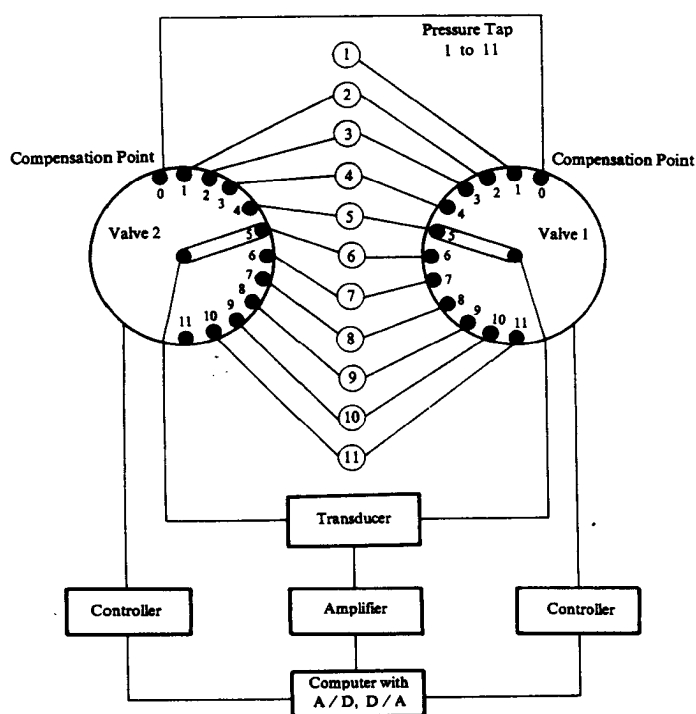 Pressure Tap
1 to 11
1
2
3
4
5
6
7
8
9
10
11
Compensation Point
Valve 2
0
1
2
3
4
5
6
7
8
9
10
11
Compensation Point
Valve 1
0
1
2
3
4
5
6
7
8
9
10
11
Transducer
Controller
Amplifier
Controller
Computer with
A / D, D / A